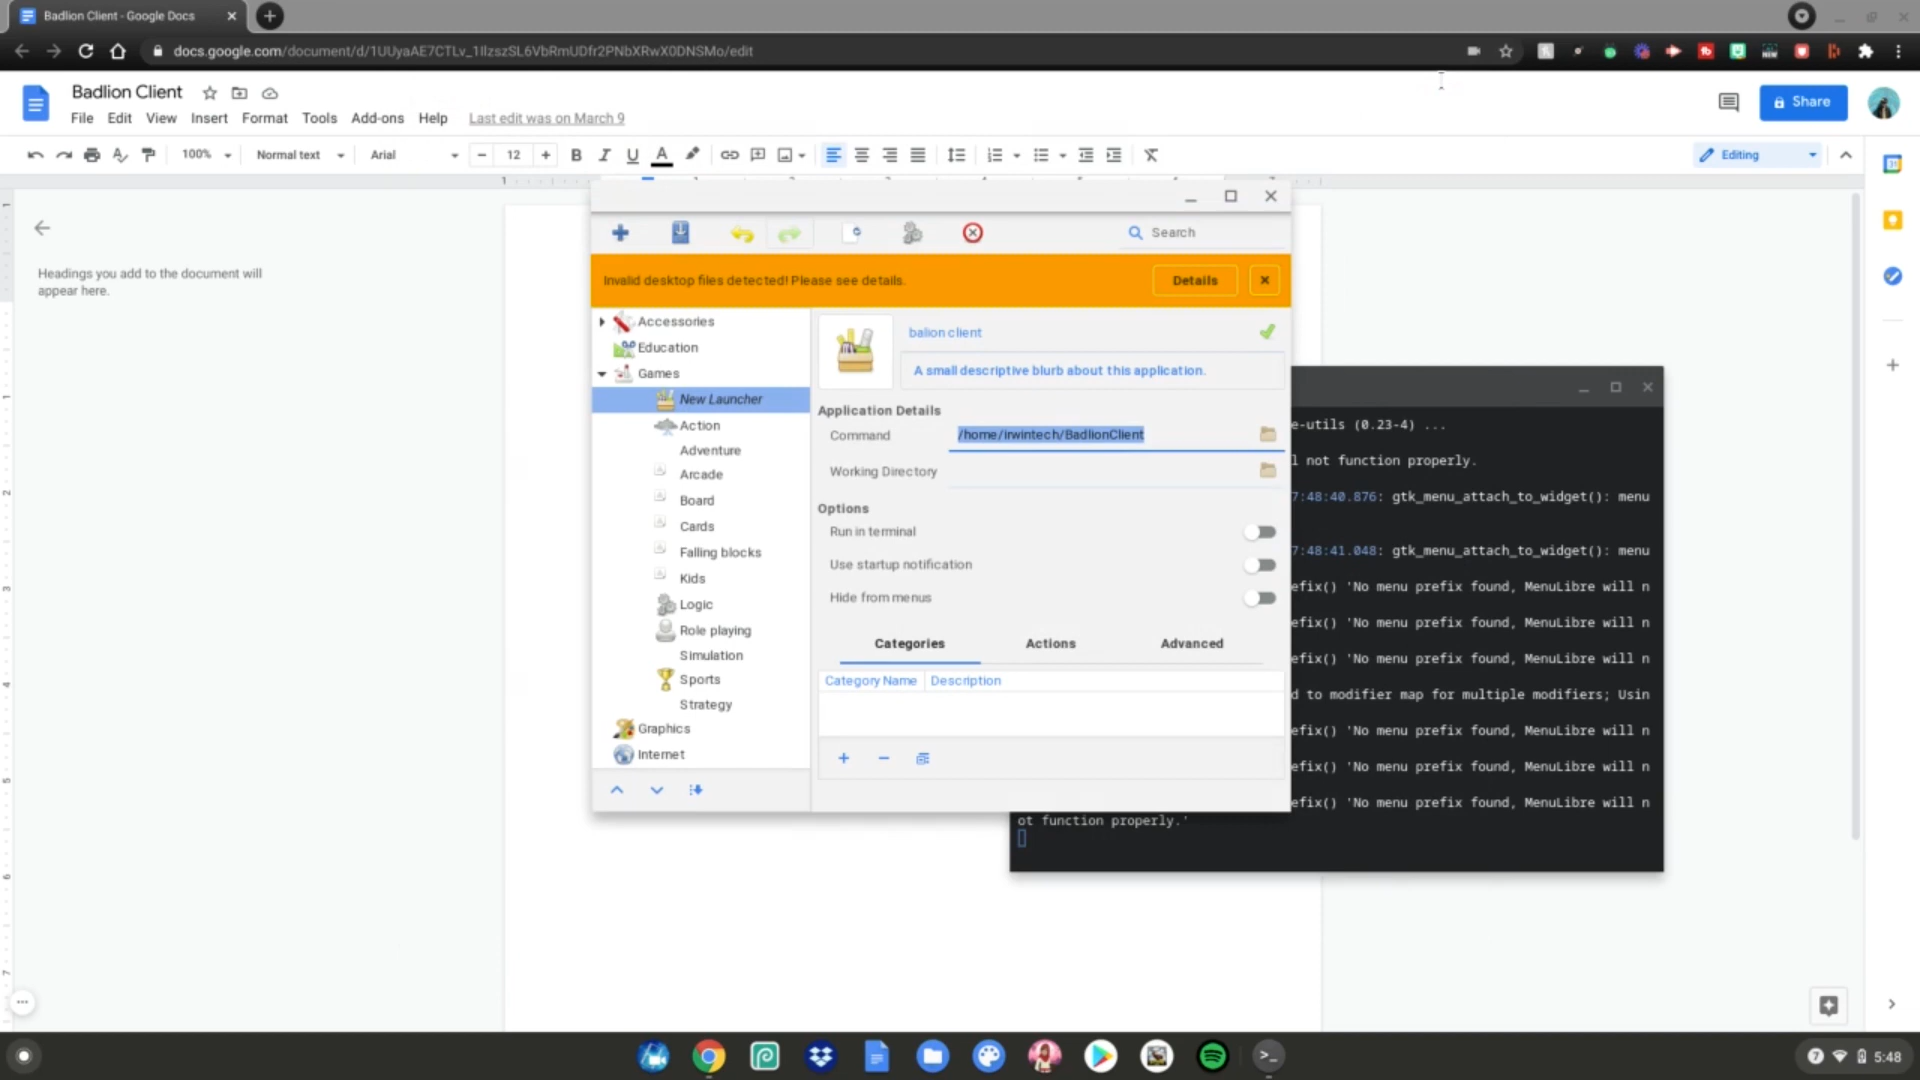 Badlion Client - Google Docs
docs.google.com/document/d/1UUyaAE7CTLv_1IlzszSL6VbRmUDfr2PNbXRwX0DNSMo/edit
Badlion Client
Share
File Edit View Insert Format Tools Add-ons Help Last edit was on March 9
100% Normal text Arial 12 Editing
Headings you add to the document will
appear here.
Search
Invalid desktop files detected! Please see details.
Details
Accessories
Education
Games
New Launcher
Action
Adventure
Arcade
Board
Cards
Falling blocks
Kids
Logic
Role playing
Simulation
Sports
Strategy
Graphics
Internet
balion client
A small descriptive blurb about this application.
Application Details
Command /home/irwintech/BadlionClient
Working Directory
Options
Run in terminal
Use startup notification
Hide from menus
Categories Actions Advanced
Category Name Description
e-utils (0.23-4) ...
l not function properly.
7:48:40.876: gtk_menu_attach_to_widget(): menu
7:48:41.048: gtk_menu_attach_to_widget(): menu
efix() 'No menu prefix found, MenuLibre will n
efix() 'No menu prefix found, MenuLibre will n
efix() 'No menu prefix found, MenuLibre will n
d to modifier map for multiple modifiers; Usin
efix() 'No menu prefix found, MenuLibre will n
efix() 'No menu prefix found, MenuLibre will n
efix() 'No menu prefix found, MenuLibre will n
ot function properly.'
7 5:48